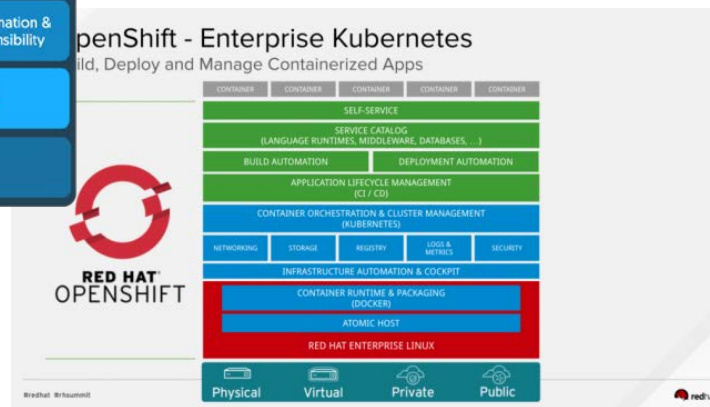 nation &
nsibility
penShift - Enterprise Kubernetes
ild, Deploy and Manage Containerized Apps
CONTAINER CONTAINER CONTAINER CONTAINER CONTAINER
SELF-SERVICE
SERVICE CATALOG
(LANGUAGE RUNTIMES, MIDDLEWARE, DATABASES, ...)
BUILD AUTOMATION DEPLOYMENT AUTOMATION
APPLICATION LIFECYCLE MANAGEMENT
(CI / CD)
CONTAINER ORCHESTRATION & CLUSTER MANAGEMENT
(KUBERNETES)
NETWORKING STORAGE REGISTRY LOGS & METRICS SECURITY
INFRASTRUCTURE AUTOMATION & COCKPIT
CONTAINER RUNTIME & PACKAGING
(DOCKER)
ATOMIC HOST
RED HAT ENTERPRISE LINUX
RED HAT
OPENSHIFT
Physical Virtual Private Public
#redhat #rhsummit
redh